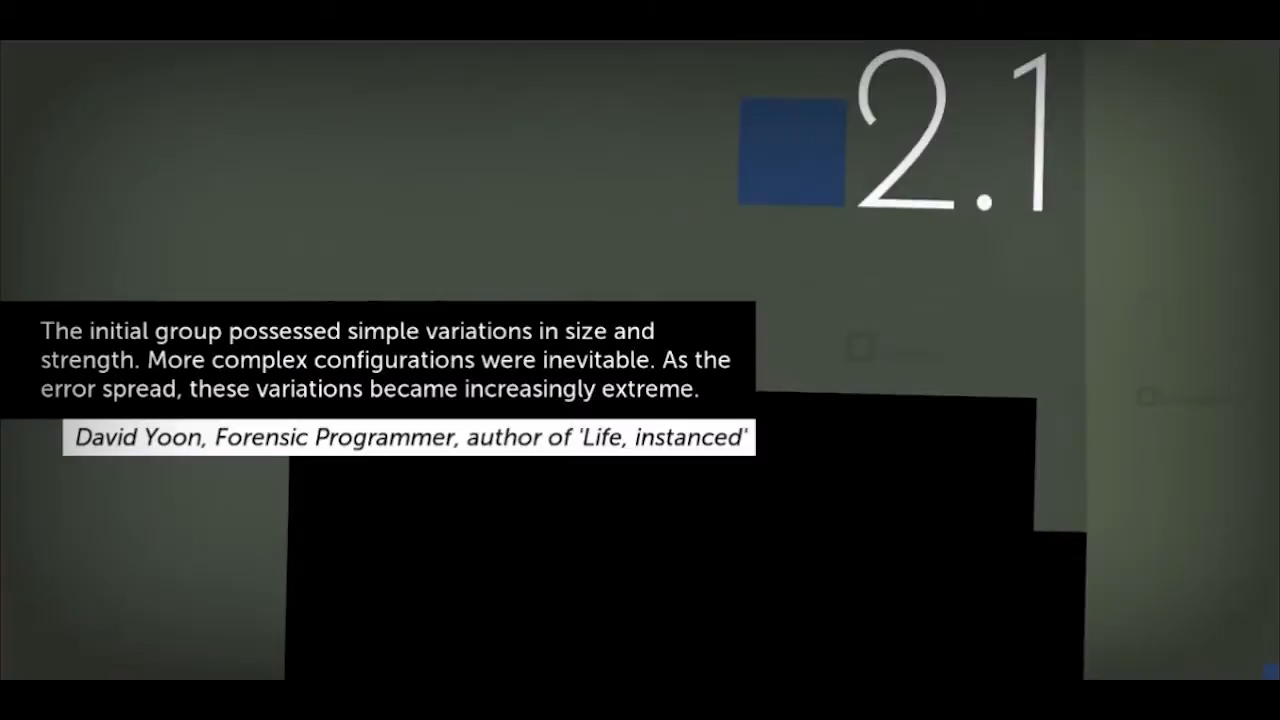 2.1
The initial group possessed simple variations in size and
strength. More complex configurations were inevitable. As the
error spread, these variations became increasingly extreme.
David Yoon, Forensic Programmer, author of 'Life, instanced'